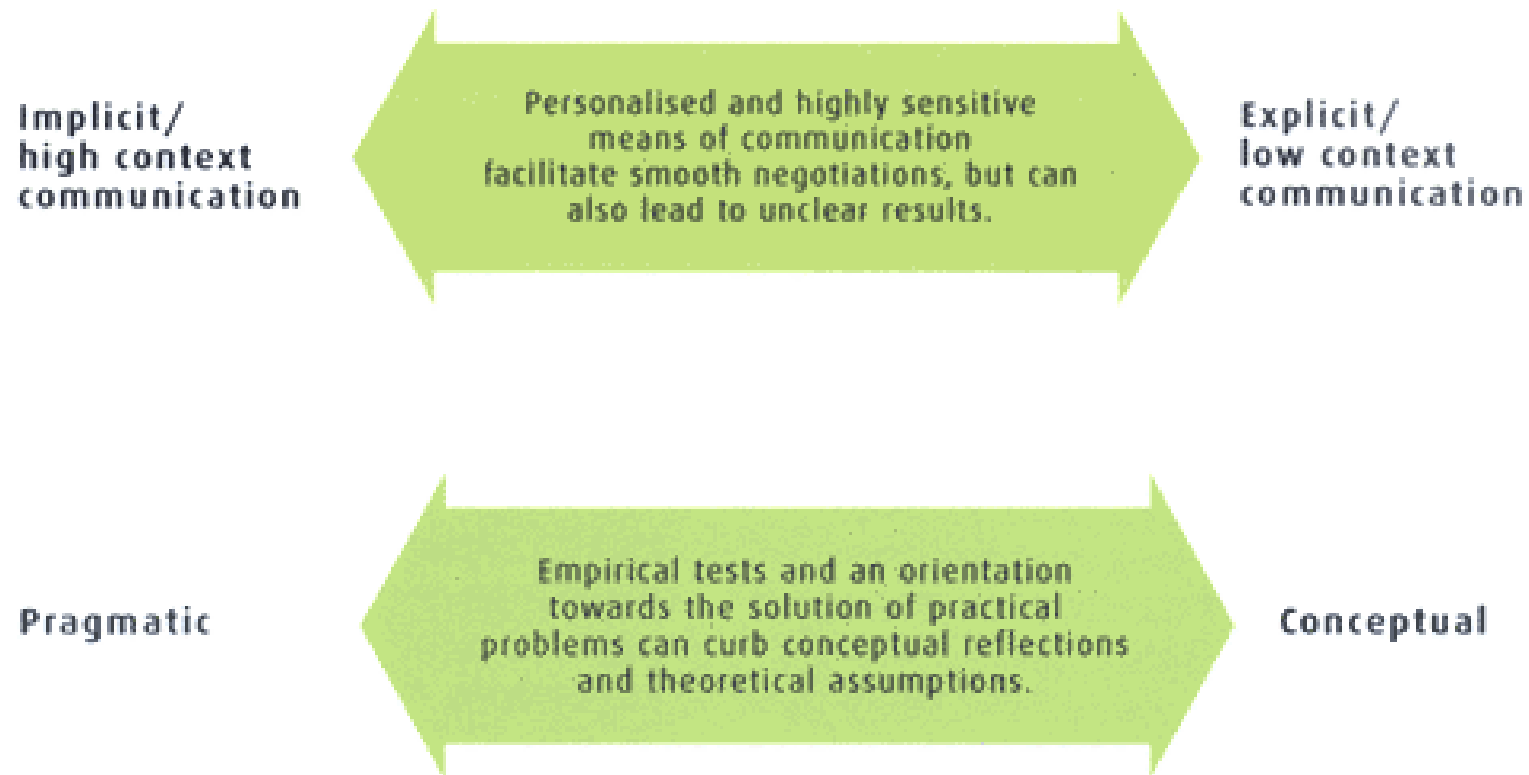 Implicit/
high context
communication
Personalised and highly sensitive
means of communication
facilitate smooth negotiations, but can
also lead to unclear results.
Explicit/
low context
communication
Pragmatic
Empirical tests and an orientation
towards the solution of practical
problems can curb conceptual reflections
and theoretical assumptions.
Conceptual